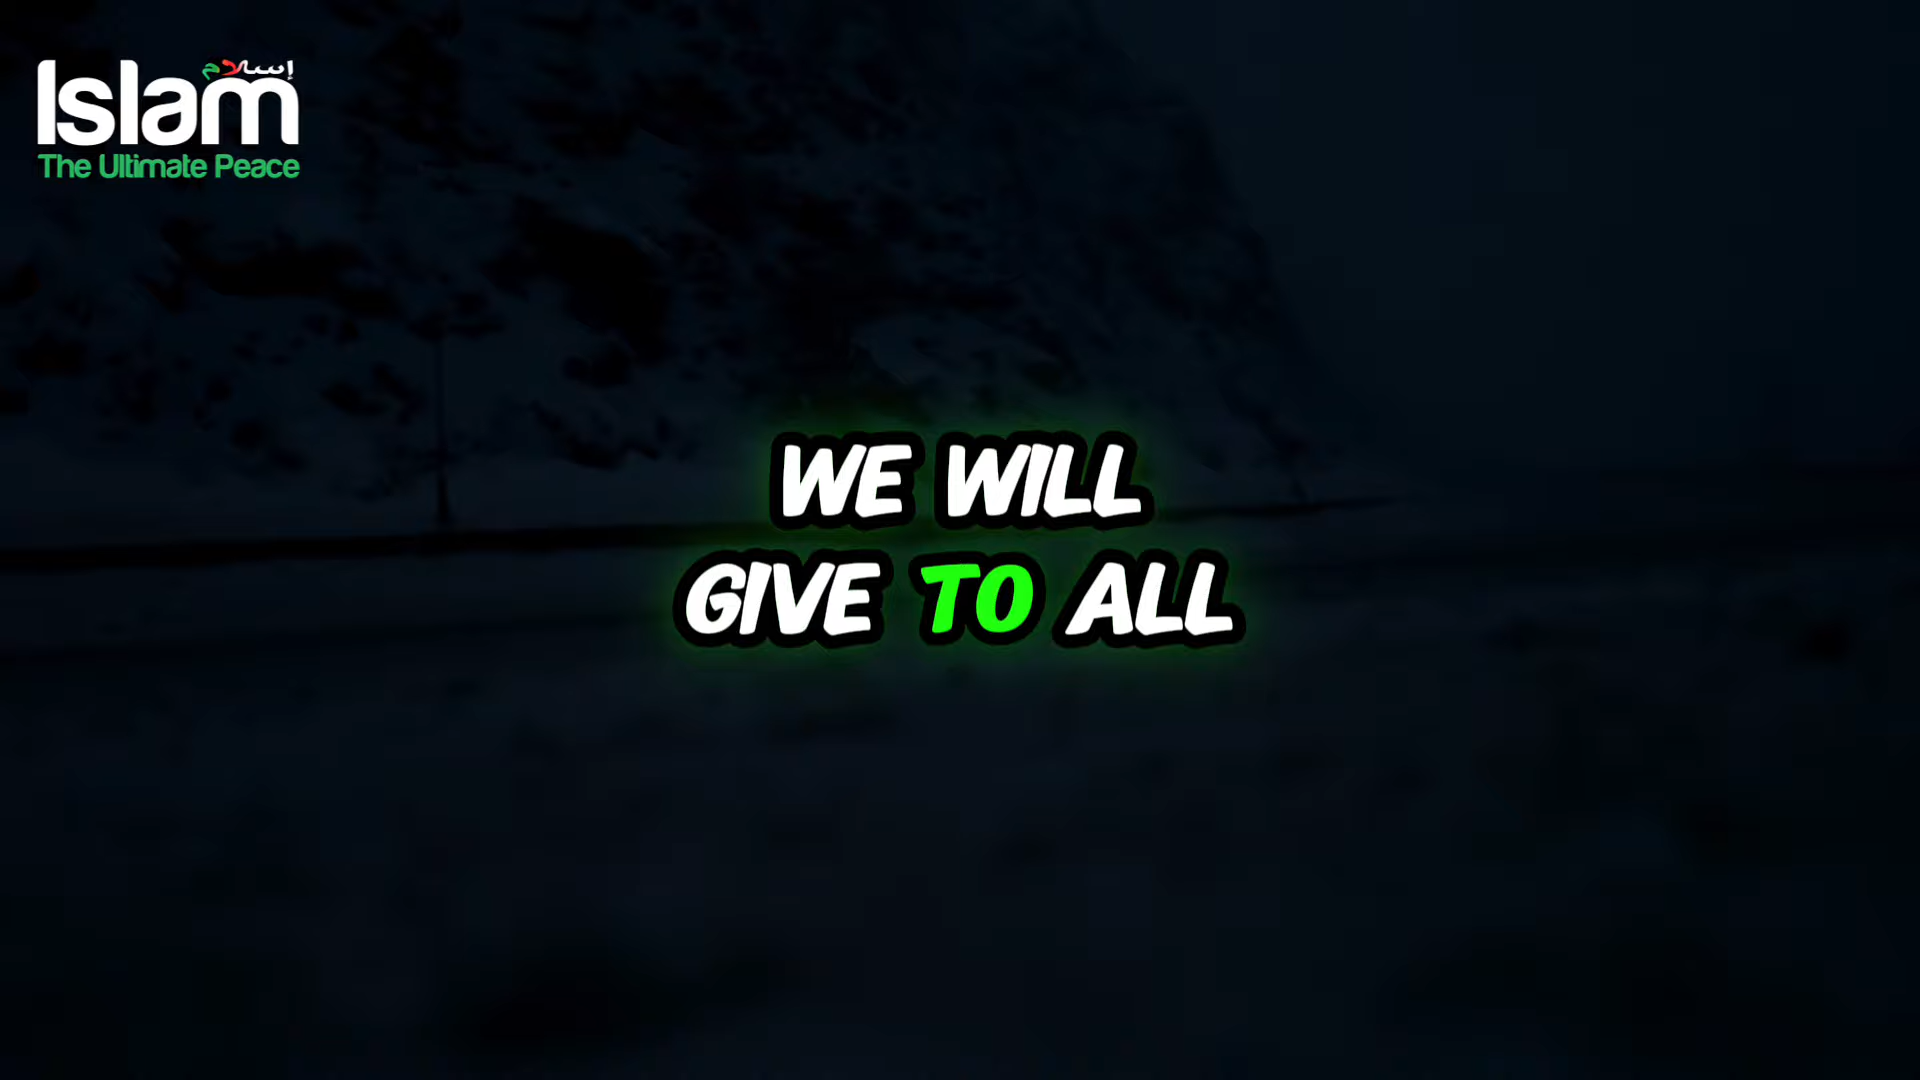 إسلام
Islam
The Ultimate Peace
WE WILL
GIVE TO ALL